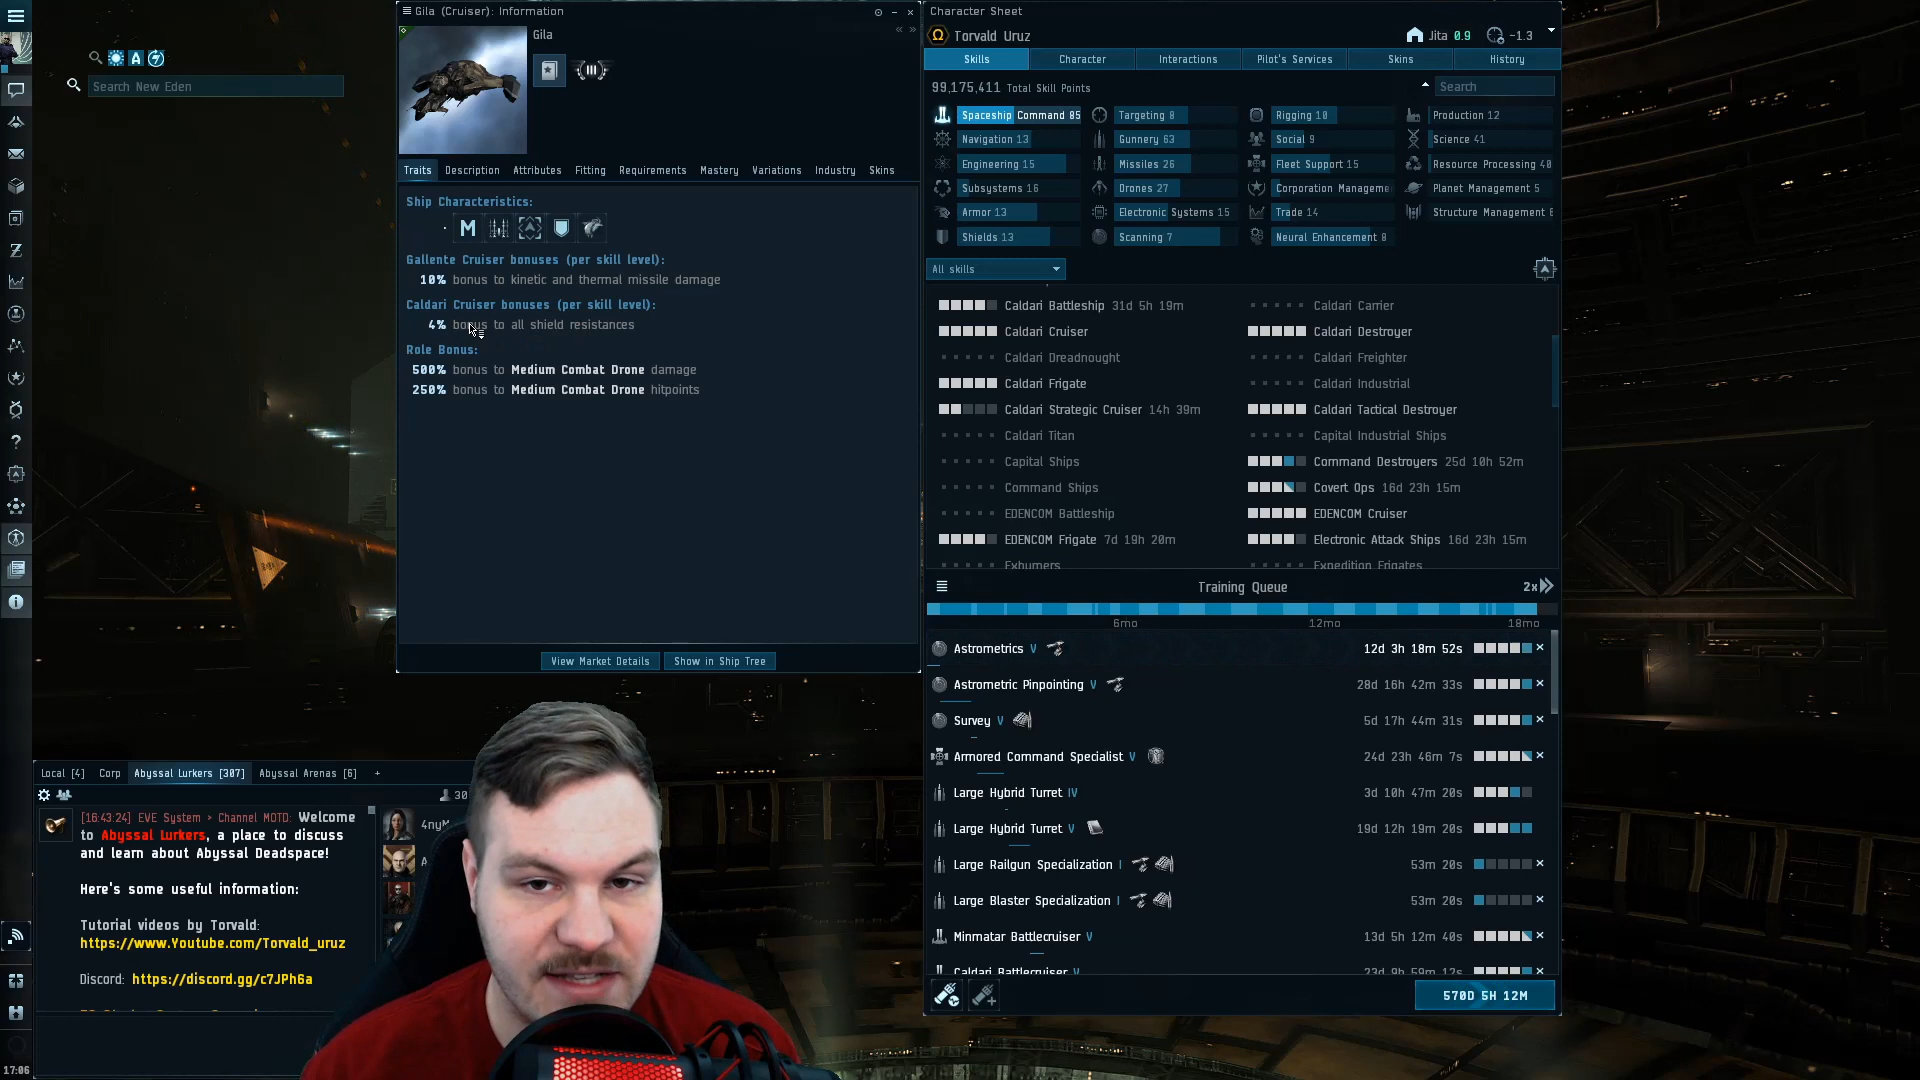 Gila (Cruiser): Information
Gila
Traits Description Attributes Fitting Requirements Mastery Variations Industry Skins
Ship Characteristics:
M
Gallente Cruiser bonuses (per skill level):
10% bonus to kinetic and thermal missile damage
Caldari Cruiser bonuses (per skill level):
4% bonus to all shield resistances
Role Bonus:
500% bonus to Medium Combat Drone damage
250% bonus to Medium Combat Drone hitpoints
View Market Details Show in Ship Tree
Search New Eden
Character Sheet
Torvald Uruz Jita 0.9 -1.3
Skills Character Interactions Pilot's Services Skins History
99,175,411 Total Skill Points Search
Spaceship Command 85 Targeting 8 Rigging 10 Production 12
Navigation 13 Gunnery 63 Social 9 Science 41
Engineering 15 Missiles 26 Fleet Support 15 Resource Processing 40
Subsystems 16 Drones 27 Corporation Manageme Planet Management 5
Armor 13 Electronic Systems 15 Trade 14 Structure Management
Shields 13 Scanning 7 Neural Enhancement 8
All skills
Caldari Battleship 31d 5h 19m Caldari Carrier
Caldari Cruiser Caldari Destroyer
Caldari Dreadnought Caldari Freighter
Caldari Frigate Caldari Industrial
Caldari Strategic Cruiser 14h 39m Caldari Tactical Destroyer
Caldari Titan Capital Industrial Ships
Capital Ships Command Destroyers 25d 10h 52m
Command Ships Covert Ops 16d 23h 15m
EDENCOM Battleship EDENCOM Cruiser
EDENCOM Frigate 7d 19h 20m Electronic Attack Ships 16d 23h 15m
Exhumers Expedition Frigates
Training Queue 2x
6mo 12mo 18mo
Astrometrics V 12d 3h 18m 52s
Astrometric Pinpointing V 28d 16h 42m 33s
Survey V 5d 17h 44m 31s
Armored Command Specialist V 24d 23h 46m 7s
Large Hybrid Turret IV 3d 10h 47m 20s
Large Hybrid Turret V 19d 12h 19m 20s
Large Railgun Specialization I 53m 20s
Large Blaster Specialization I 53m 20s
Minmatar Battlecruiser V 13d 5h 12m 40s
Caldari Battlecruiser V 23d 9h 59m 12s
570D 5H 12M
Local [4] Corp Abyssal Lurkers [307] Abyssal Arenas [6] +
30
[16:43:24] EVE System > Channel MOTD: Welcome
to Abyssal Lurkers, a place to discuss
and learn about Abyssal Deadspace!
Here's some useful information:
Tutorial videos by Torvald:
https://www.Youtube.com/Torvald_uruz
Discord: https://discord.gg/c7JPh6a
4nyM
A
17:06